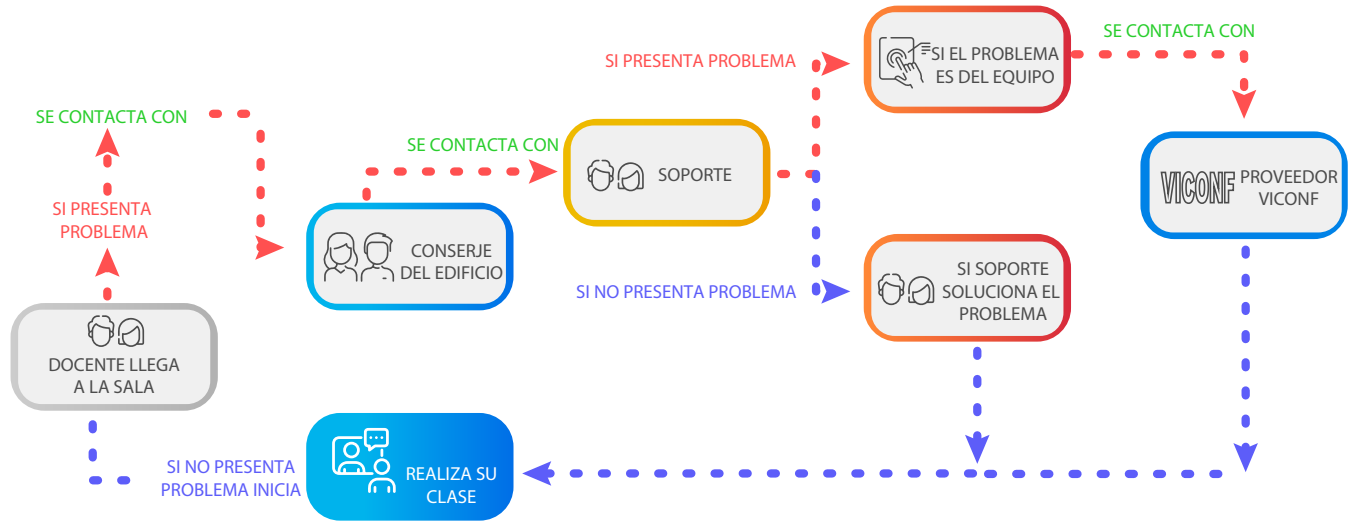 SE CONTACTA CON
SI PRESENTA
PROBLEMA
DOCENTE LLEGA
A LA SALA
SI NO PRESENTA
PROBLEMA INICIA
CONSERJE
DEL EDIFICIO
SE CONTACTA CON
SOPORTE
SI PRESENTA PROBLEMA
SI EL PROBLEMA
ES DEL EQUIPO
SE CONTACTA CON
VICONF
PROVEEDOR
VICONF
SI NO PRESENTA PROBLEMA
SI SOPORTE
SOLUCIONA EL
PROBLEMA
REALIZA SU
CLASE